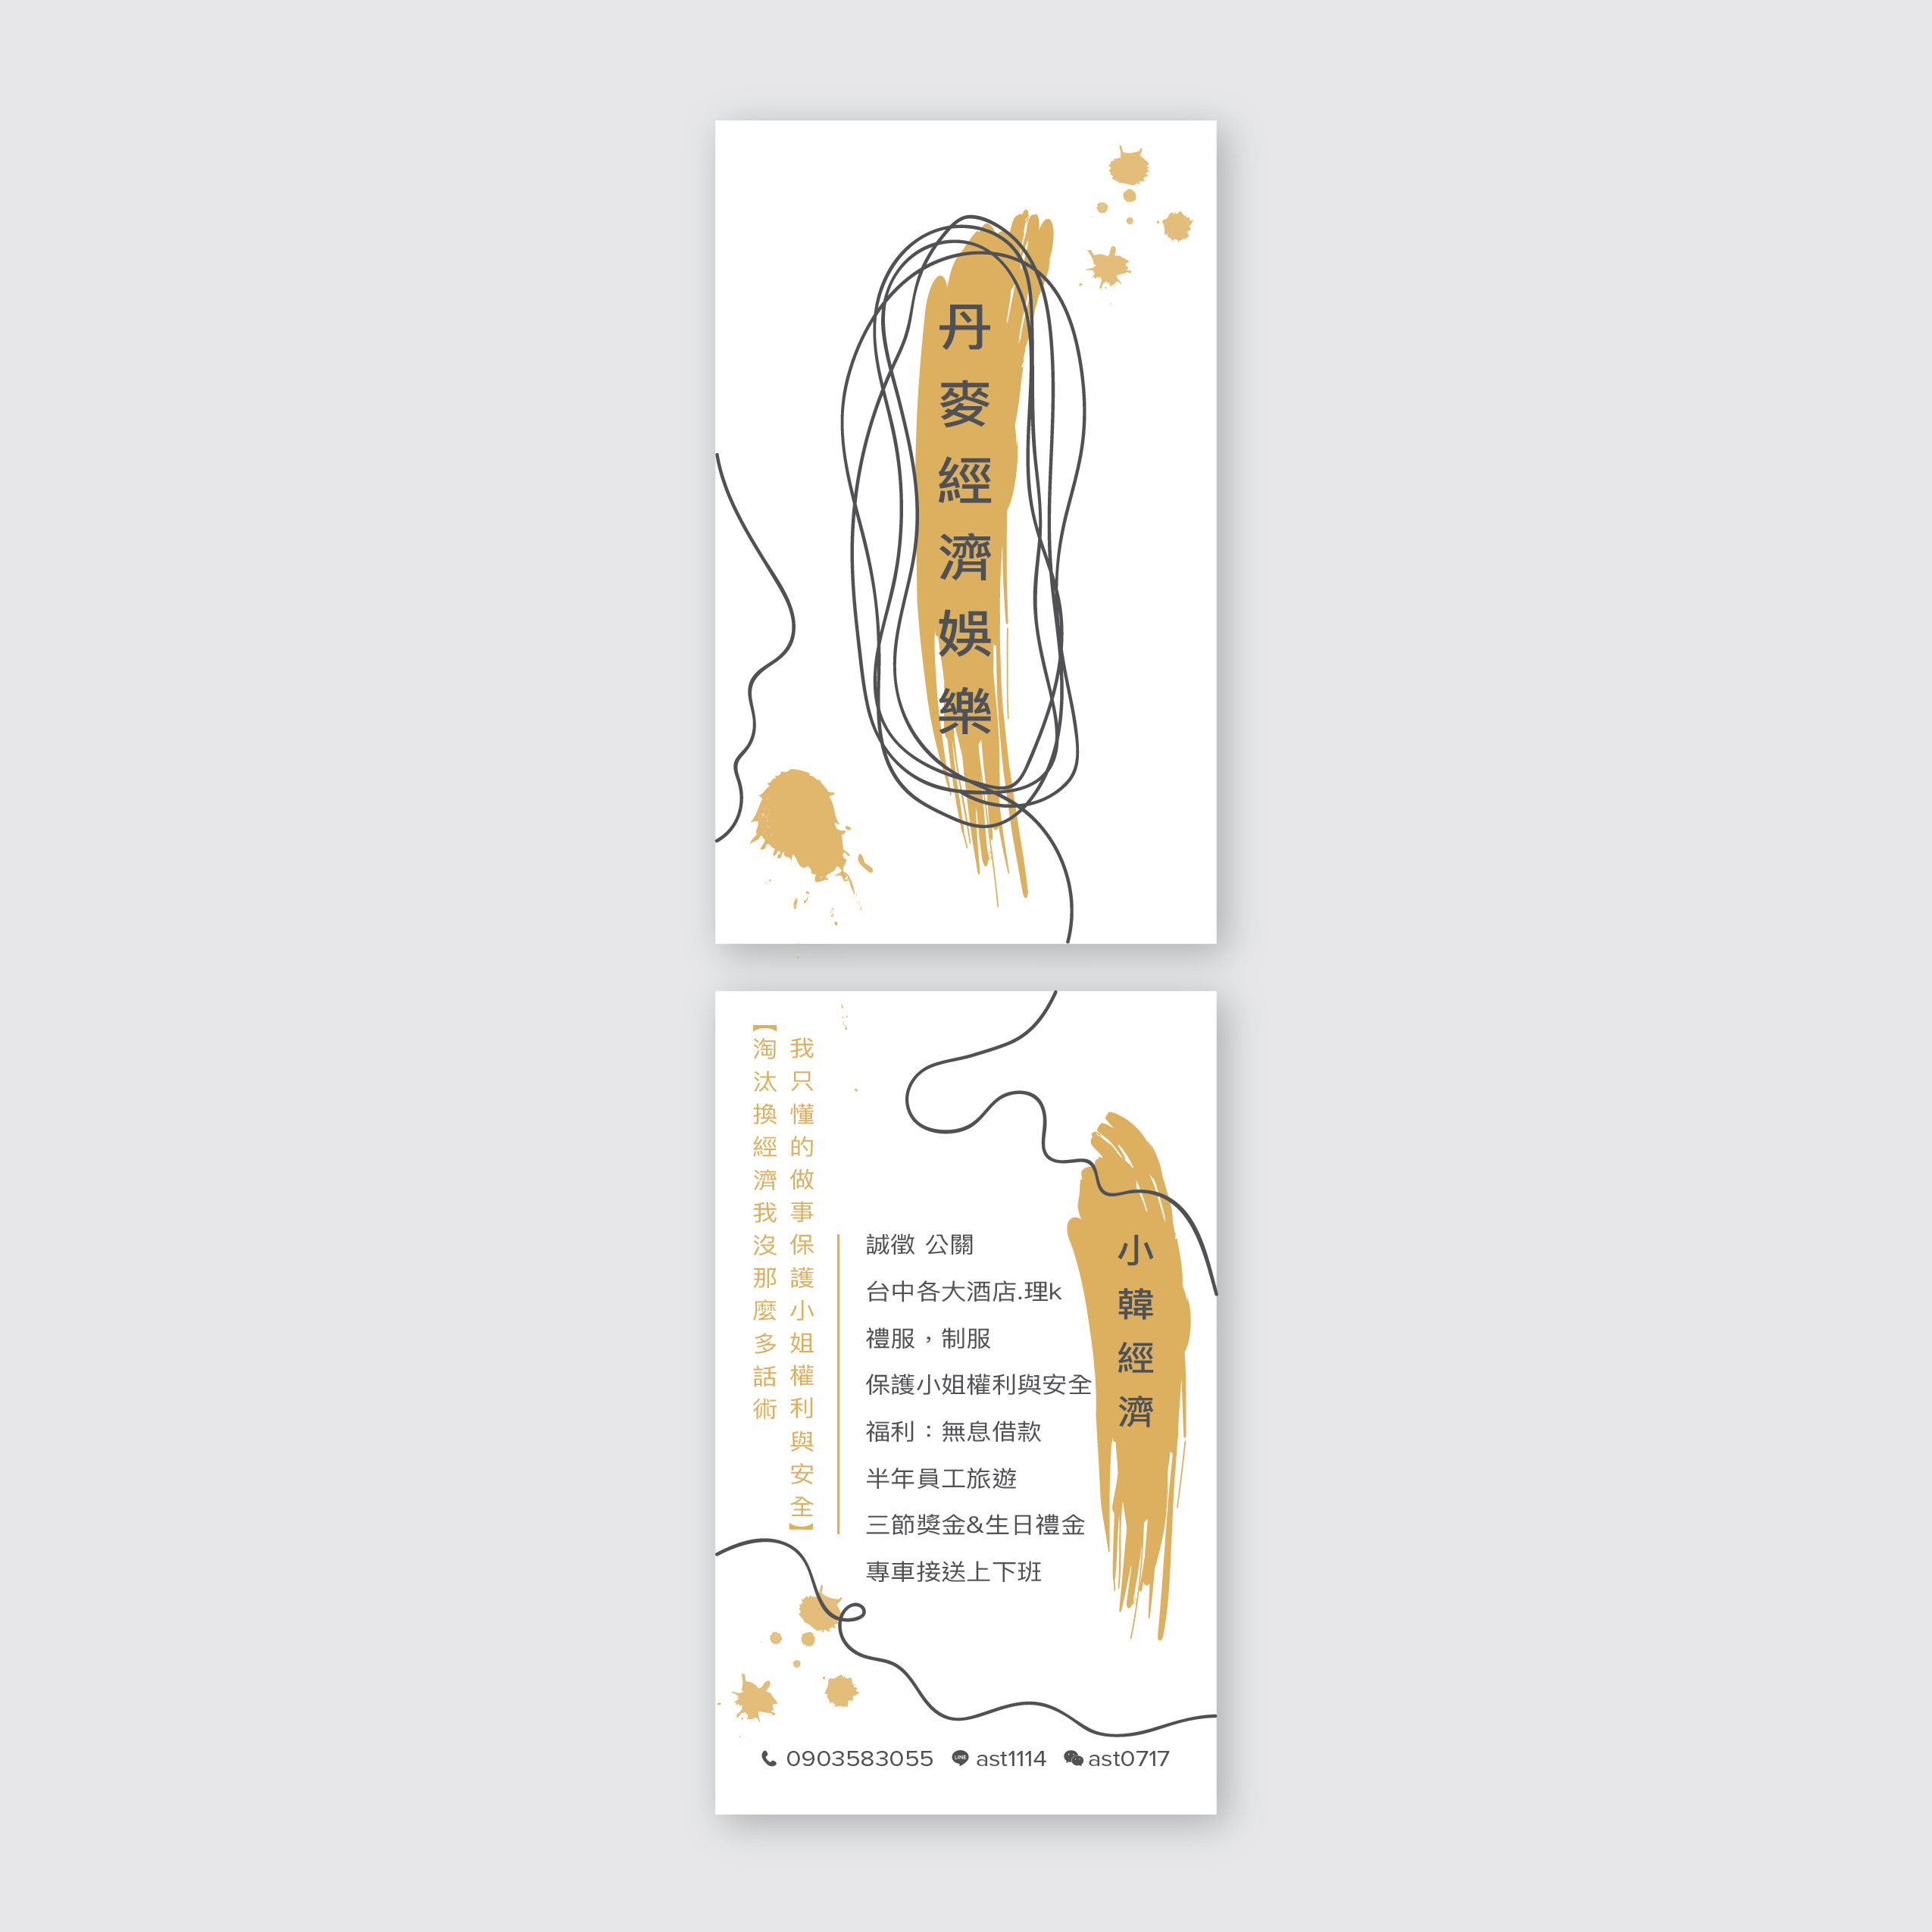 丹麥經濟娛樂
小韓經濟
誠徵 公關
台中各大酒店.理k
禮服，制服
保護小姐權利與安全
福利：無息借款
半年員工旅遊
三節獎金&生日禮金
專車接送上下班
我只懂的做事保護小姐權利與安全】
【淘汰換經濟我沒那麼多話術
0903583055 LINE ast1114 ast0717